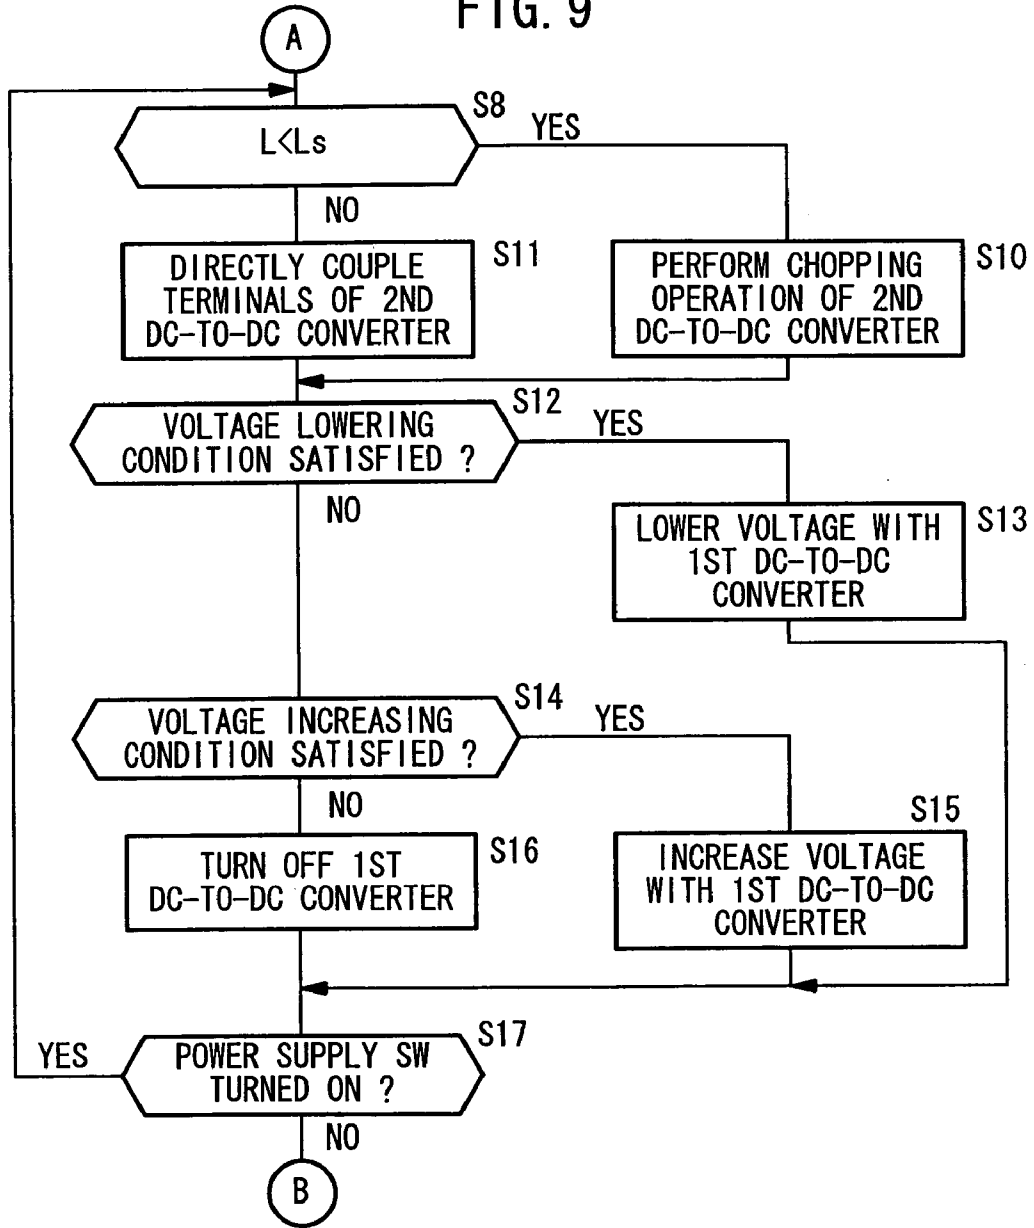 FIG. 9
A
S8
L<Ls
YES
NO
S11
DIRECTLY COUPLE
TERMINALS OF 2ND
DC-TO-DC CONVERTER
S10
PERFORM CHOPPING
OPERATION OF 2ND
DC-TO-DC CONVERTER
S12
VOLTAGE LOWERING
CONDITION SATISFIED ?
YES
NO
S13
LOWER VOLTAGE WITH
1ST DC-TO-DC
CONVERTER
S14
VOLTAGE INCREASING
CONDITION SATISFIED ?
YES
NO
S16
TURN OFF 1ST
DC-TO-DC CONVERTER
S15
INCREASE VOLTAGE
WITH 1ST DC-TO-DC
CONVERTER
S17
YES
POWER SUPPLY SW
TURNED ON ?
NO
B